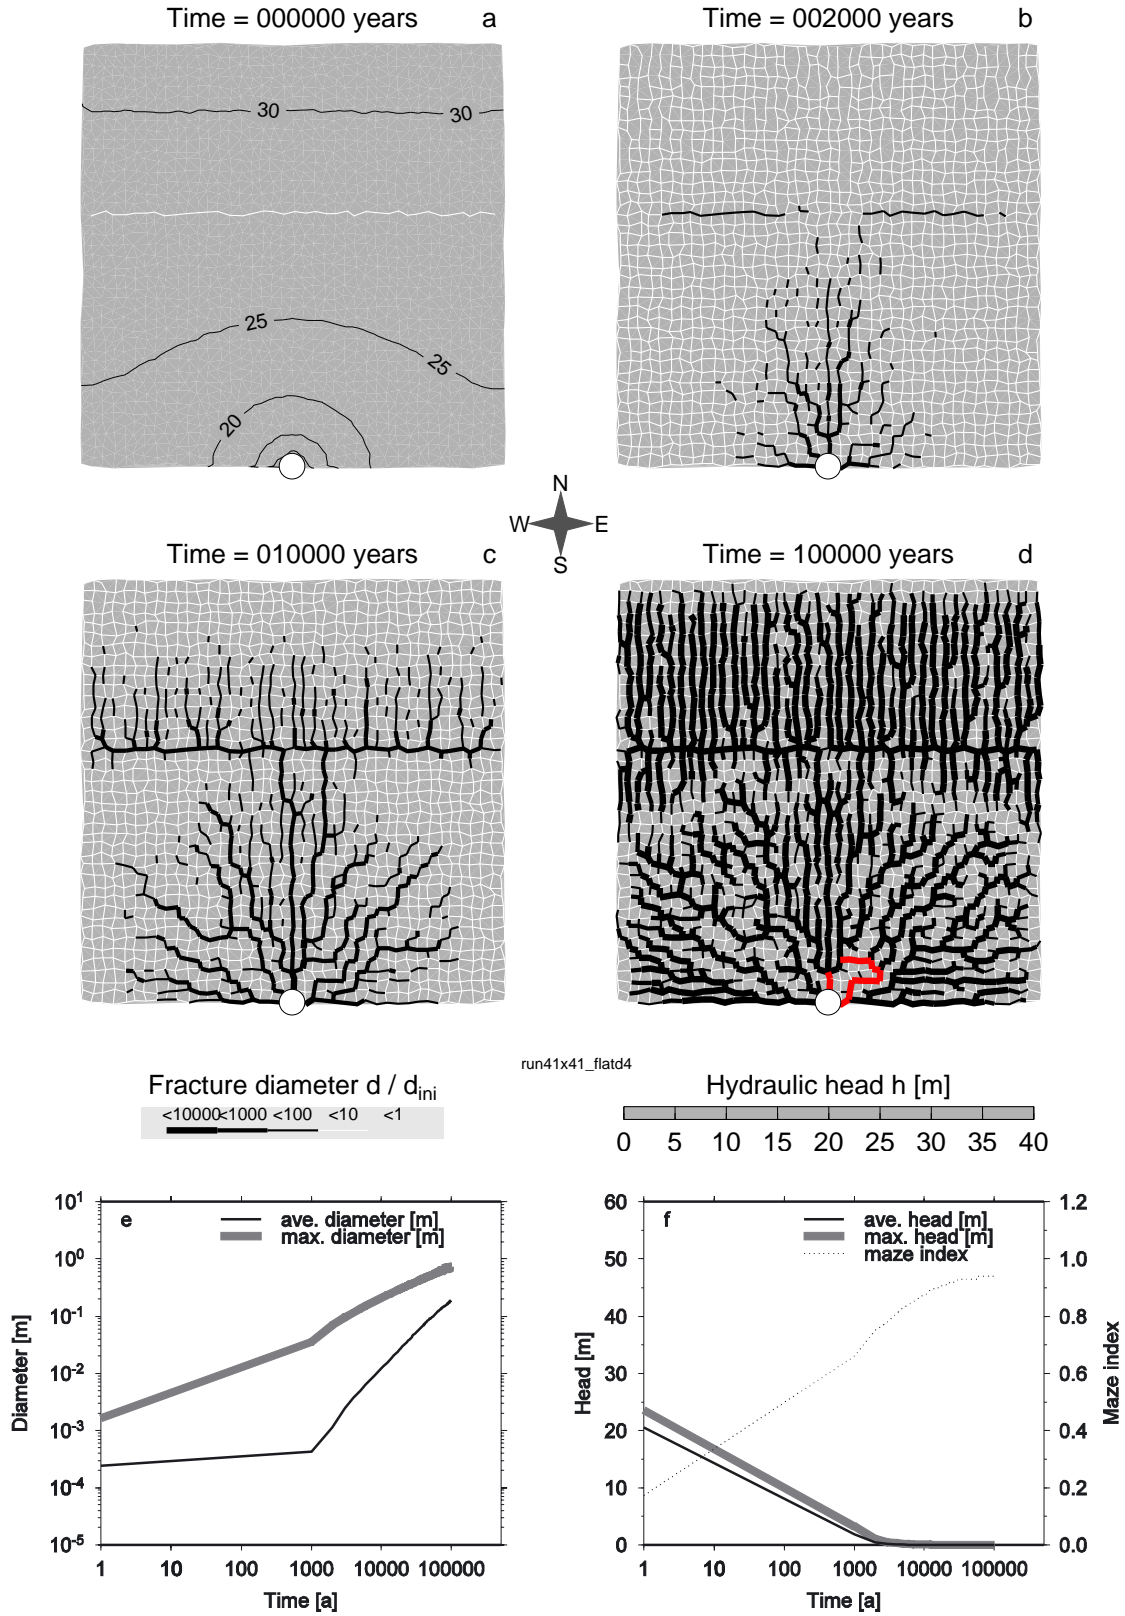 Time = 000000 years a
Time = 002000 years b
30
30
25
25
20
N
W E
S
Time = 010000 years c
Time = 100000 years d
run41x41_flatd4
Fracture diameter d / dini
<10000 <1000 <100 <10 <1
Hydraulic head h [m]
0 5 10 15 20 25 30 35 40
e
ave. diameter [m]
max. diameter [m]
10^1
10^0
10^-1
10^-2
10^-3
10^-4
10^-5
Diameter [m]
1 10 100 1000 10000 100000
Time [a]
f
ave. head [m]
max. head [m]
maze index
60
50
40
30
20
10
0
Head [m]
1.2
1.0
0.8
0.6
0.4
0.2
0.0
Maze index
1 10 100 1000 10000 100000
Time [a]